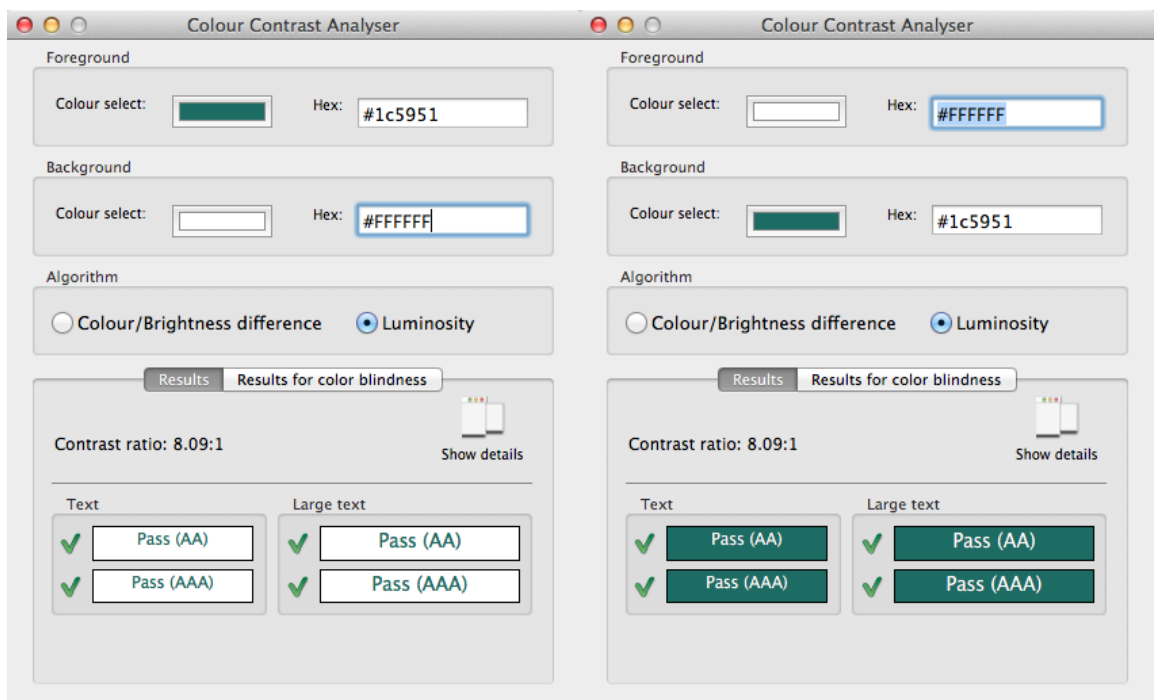 Colour Contrast Analyser
Foreground
Colour select:
Hex: #1c5951
Background
Colour select:
Hex: #FFFFFF
Algorithm
Colour/Brightness difference
Luminosity
Results
Results for color blindness
Contrast ratio: 8.09:1
Show details
Text
Large text
Pass (AA)
Pass (AA)
Pass (AAA)
Pass (AAA)
Colour Contrast Analyser
Foreground
Colour select:
Hex: #FFFFFF
Background
Colour select:
Hex: #1c5951
Algorithm
Colour/Brightness difference
Luminosity
Results
Results for color blindness
Contrast ratio: 8.09:1
Show details
Text
Large text
Pass (AA)
Pass (AA)
Pass (AAA)
Pass (AAA)